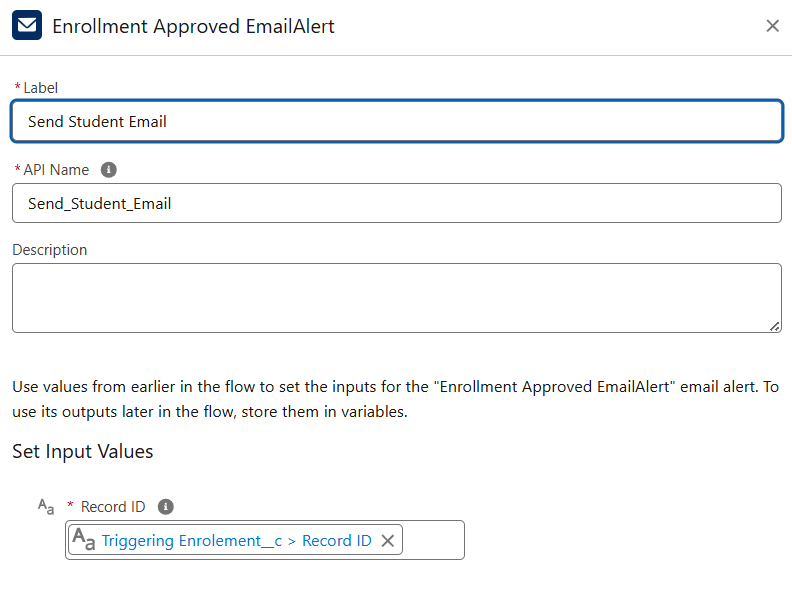 Enrollment Approved EmailAlert
* Label
Send Student Email
* API Name
Send_Student_Email
Description
Use values from earlier in the flow to set the inputs for the "Enrollment Approved EmailAlert" email alert. To
use its outputs later in the flow, store them in variables.
Set Input Values
Aa * Record ID
Aa Triggering Enrolement__c > Record ID